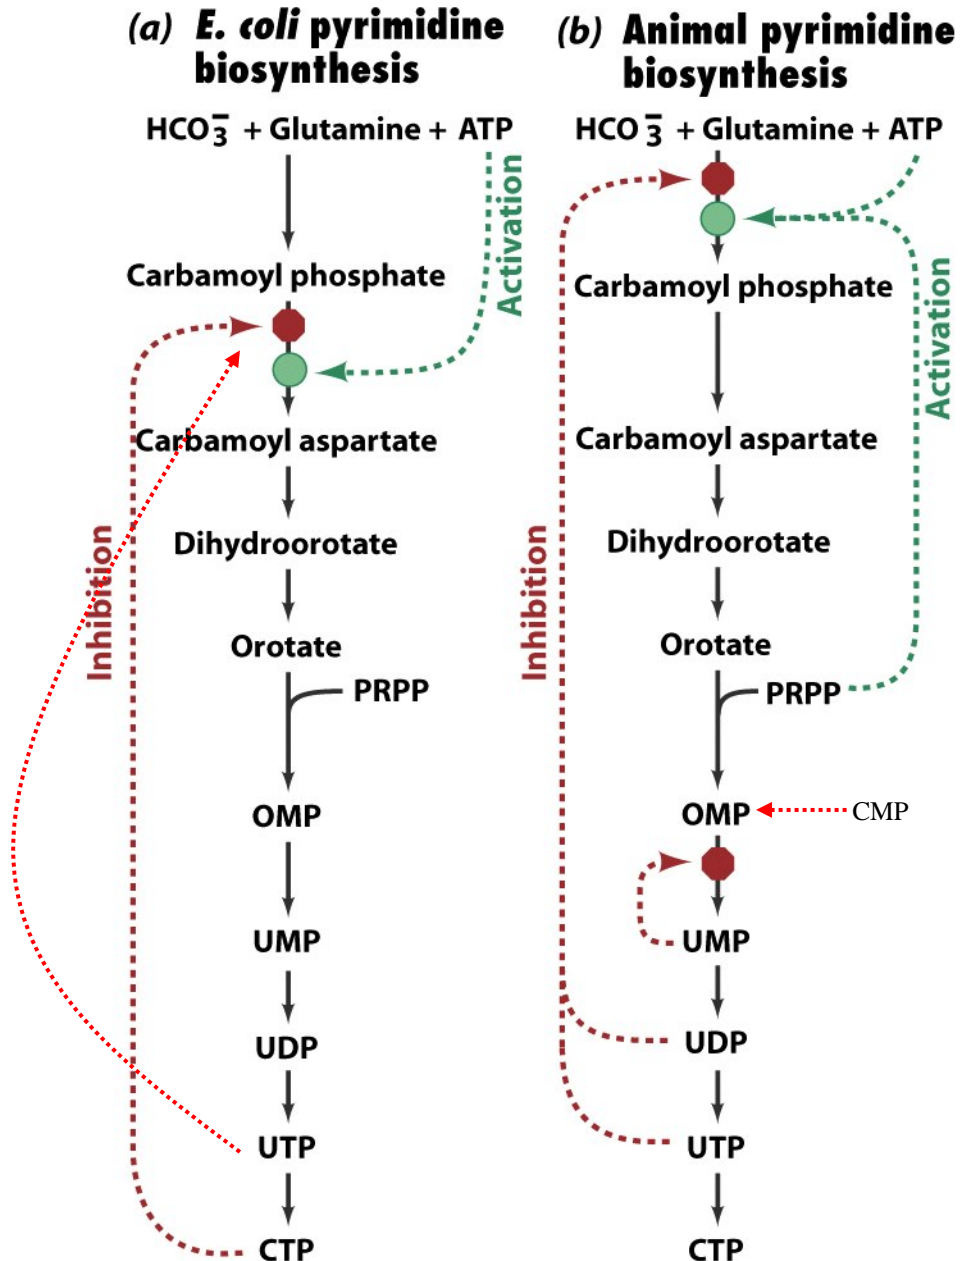 (a) E. coli pyrimidine
biosynthesis
HCO3− + Glutamine + ATP
Activation
Carbamoyl phosphate
Carbamoyl aspartate
Inhibition
Dihydroorotate
Orotate
PRPP
OMP
UMP
UDP
UTP
CTP
(b) Animal pyrimidine
biosynthesis
HCO3− + Glutamine + ATP
Carbamoyl phosphate
Activation
Carbamoyl aspartate
Inhibition
Dihydroorotate
Orotate
PRPP
OMP
CMP
UMP
UDP
UTP
CTP